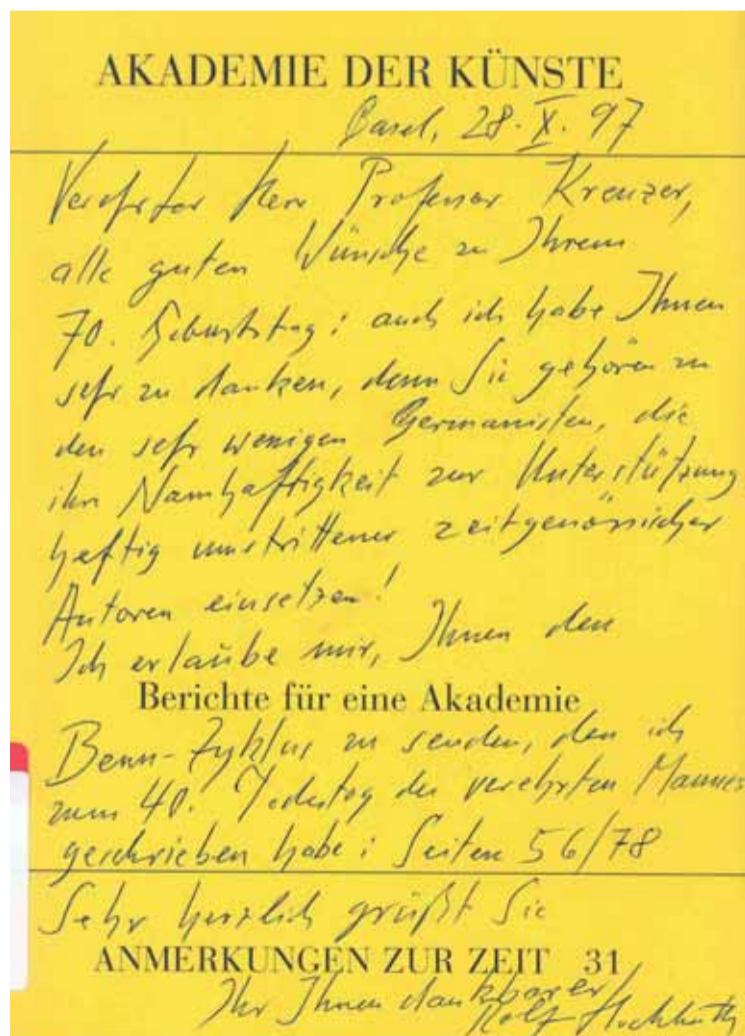 AKADEMIE DER KÜNSTE
Basel, 28. X. 97
Verehrter Herr Professor Kreuzer,
alle guten Wünsche zu Ihrem
70. Geburtstag: auch ich habe Ihnen
sehr zu danken, denn Sie gehören zu
den sehr wenigen Germanisten, die
ihre Namhaftigkeit zur Unterstützung
heftig umstrittener zeitgenössischer
Autoren einsetzen!
Ich erlaube mir, Ihnen den
Berichte für eine Akademie
Benn-Zyklus zu senden, den ich
zum 40. Todestag des verehrten Mannes
geschrieben habe: Seiten 56/78
Sehr herzlich grüßt Sie
ANMERKUNGEN ZUR ZEIT 31
Ihr Ihnen dankbarer
Rolf Hochhuth